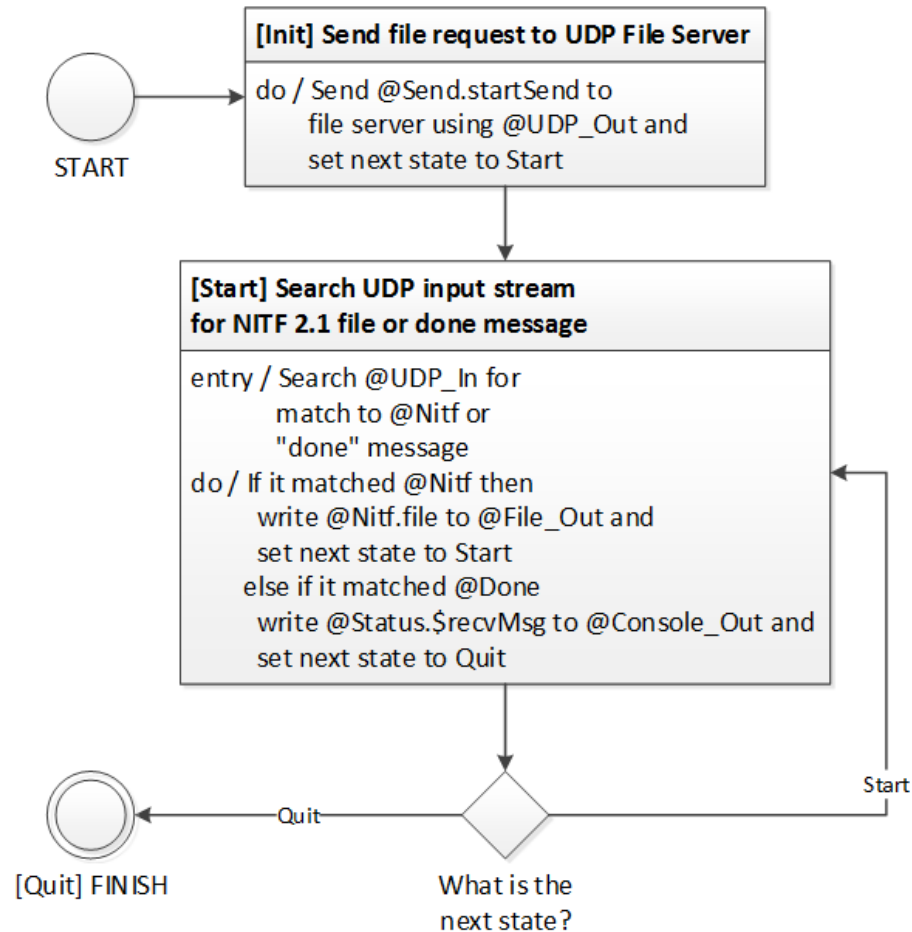 [Init] Send file request to UDP File Server
do / Send @Send.startSend to
file server using @UDP_Out and
set next state to Start
START
[Start] Search UDP input stream
for NITF 2.1 file or done message
entry / Search @UDP_In for
match to @Nitf or
"done" message
do / If it matched @Nitf then
write @Nitf.file to @File_Out and
set next state to Start
else if it matched @Done
write @Status.$recvMsg to @Console_Out and
set next state to Quit
Start
Quit
[Quit] FINISH
What is the
next state?